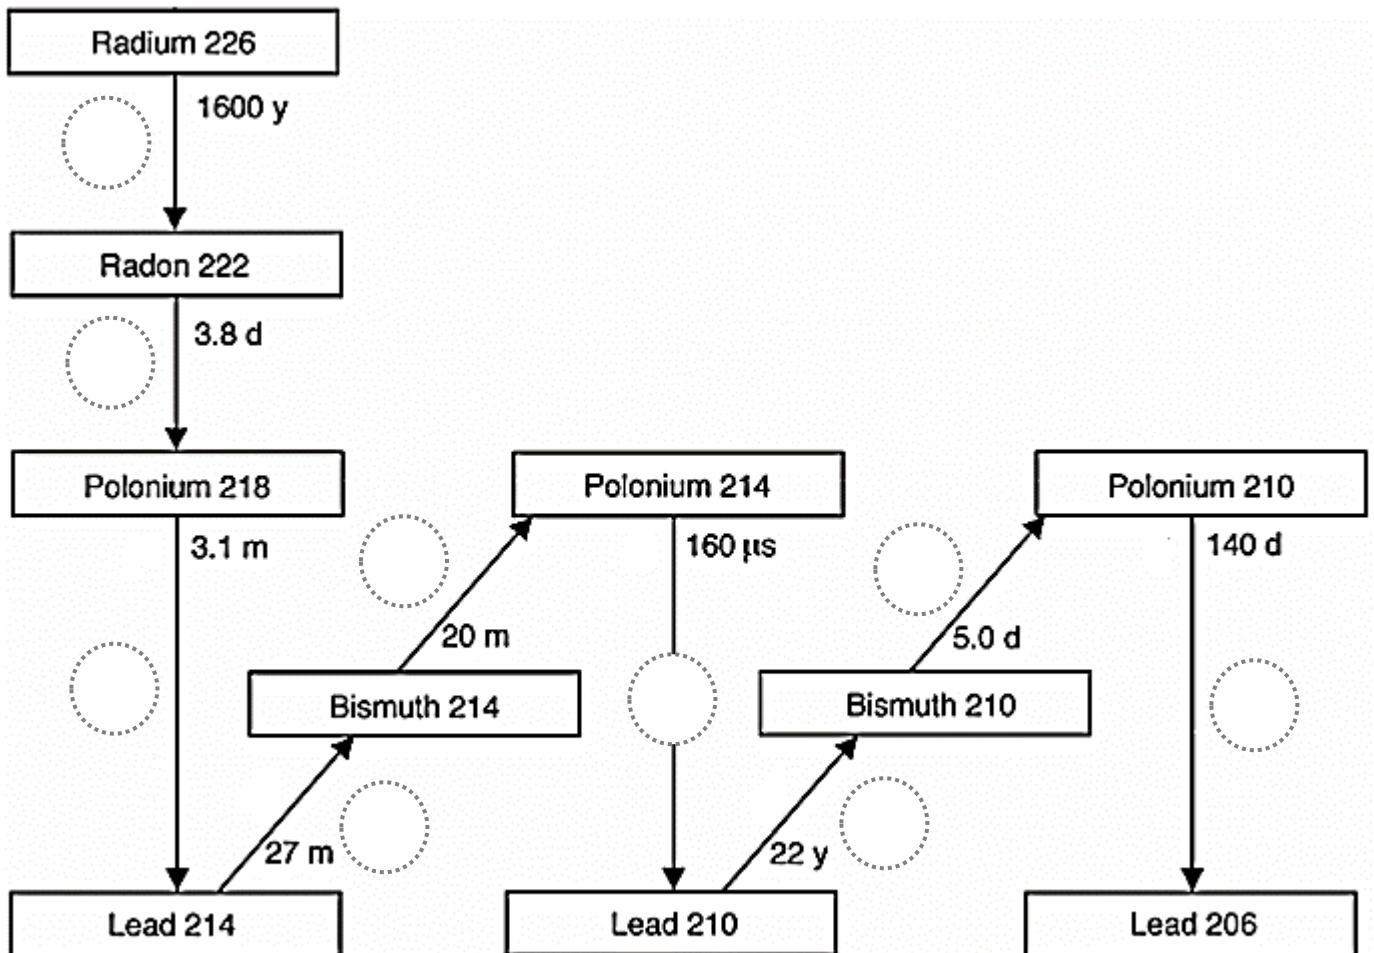 Radium 226
1600 y
Radon 222
3.8 d
Polonium 218
Polonium 214
Polonium 210
3.1 m
160 μs
140 d
20 m
5.0 d
Bismuth 214
Bismuth 210
27 m
22 y
Lead 214
Lead 210
Lead 206